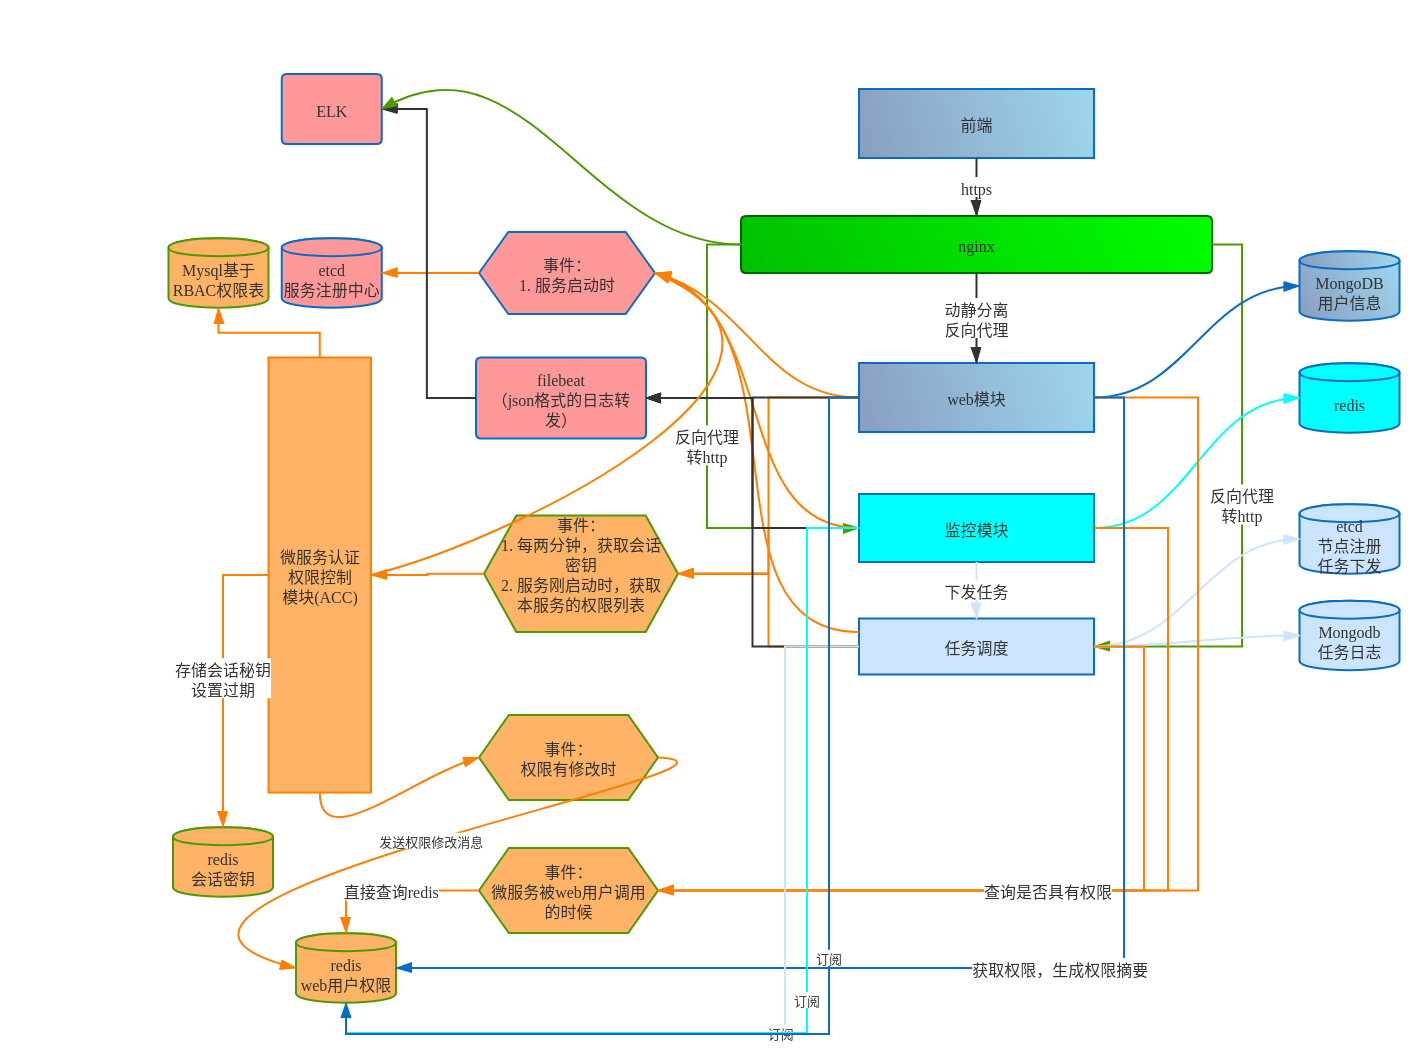 ELK
前端
https
nginx
Mysql基于
RBAC权限表
etcd
服务注册中心
事件：
1. 服务启动时
动静分离
反向代理
MongoDB
用户信息
filebeat
（json格式的日志转
发）
web模块
redis
反向代理
转http
反向代理
转http
监控模块
etcd
节点注册
任务下发
微服务认证
权限控制
模块(ACC)
事件：
1. 每两分钟，获取会话
密钥
2. 服务刚启动时，获取
本服务的权限列表
下发任务
任务调度
Mongodb
任务日志
存储会话秘钥
设置过期
事件：
权限有修改时
发送权限修改消息
redis
会话密钥
事件：
微服务被web用户调用
的时候
直接查询redis
查询是否具有权限
redis
web用户权限
订阅
获取权限，生成权限摘要
订阅
订阅